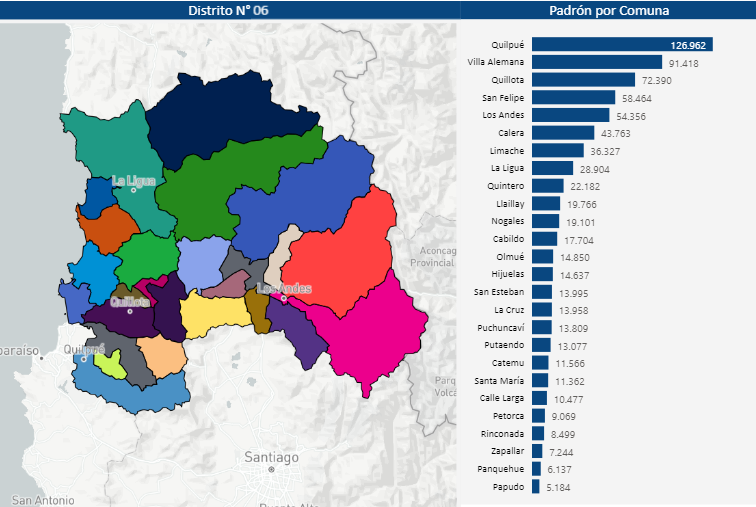 Distrito N° 06
Padrón por Comuna
La Ligua
Quillota
Los Andes
Aconcag
Provincial
paraíso
Quilpué
Parq
Volca
Santiago
San Antonio
Puente Alto
Quilpué 126.962
Villa Alemana 91.418
Quillota 72.390
San Felipe 58.464
Los Andes 54.356
Calera 43.763
Limache 36.327
La Ligua 28.904
Quintero 22.182
Llaillay 19.766
Nogales 19.101
Cabildo 17.704
Olmué 14.850
Hijuelas 14.637
San Esteban 13.995
La Cruz 13.958
Puchuncaví 13.809
Putaendo 13.077
Catemu 11.566
Santa María 11.362
Calle Larga 10.477
Petorca 9.069
Rinconada 8.499
Zapallar 7.244
Panquehue 6.137
Papudo 5.184